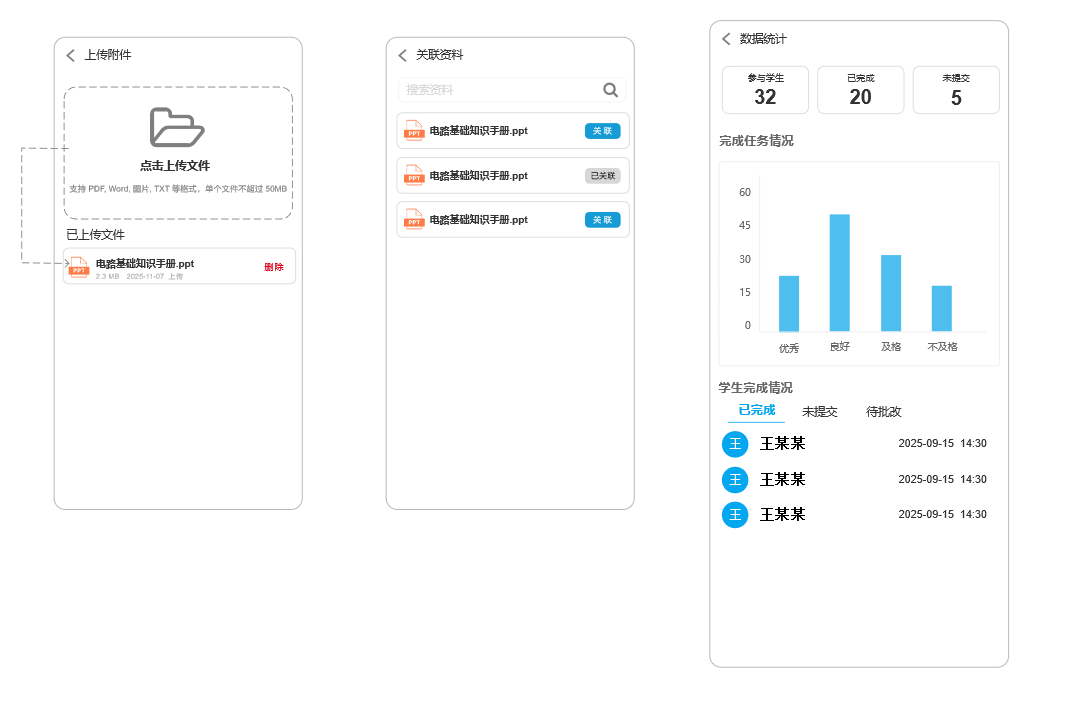 上传附件
点击上传文件
支持 PDF, Word, 图片, TXT 等格式，单个文件不超过 50MB
已上传文件
PPT
电路基础知识手册.ppt
2.3 MB 2025-11-07 上传
删除
关联资料
搜索资料
PPT
电路基础知识手册.ppt
关联
PPT
电路基础知识手册.ppt
已关联
PPT
电路基础知识手册.ppt
关联
数据统计
参与学生
32
已完成
20
未提交
5
完成任务情况
60
45
30
15
0
优秀 良好 及格 不及格
学生完成情况
已完成 未提交 待批改
王 王某某 2025-09-15 14:30
王 王某某 2025-09-15 14:30
王 王某某 2025-09-15 14:30